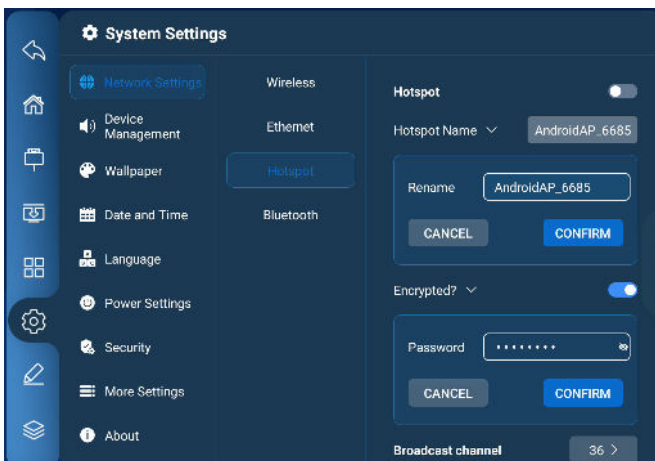 System Settings
Network Settings
Device
Management
Wallpaper
Date and Time
Language
Power Settings
Security
More Settings
About
Wireless
Ethernet
Hotspot
Bluetooth
Hotspot
Hotspot Name
AndroidAP_6685
Rename
AndroidAP_6685
CANCEL
CONFIRM
Encrypted?
Password
••••••••
CANCEL
CONFIRM
Broadcast channel
36 >